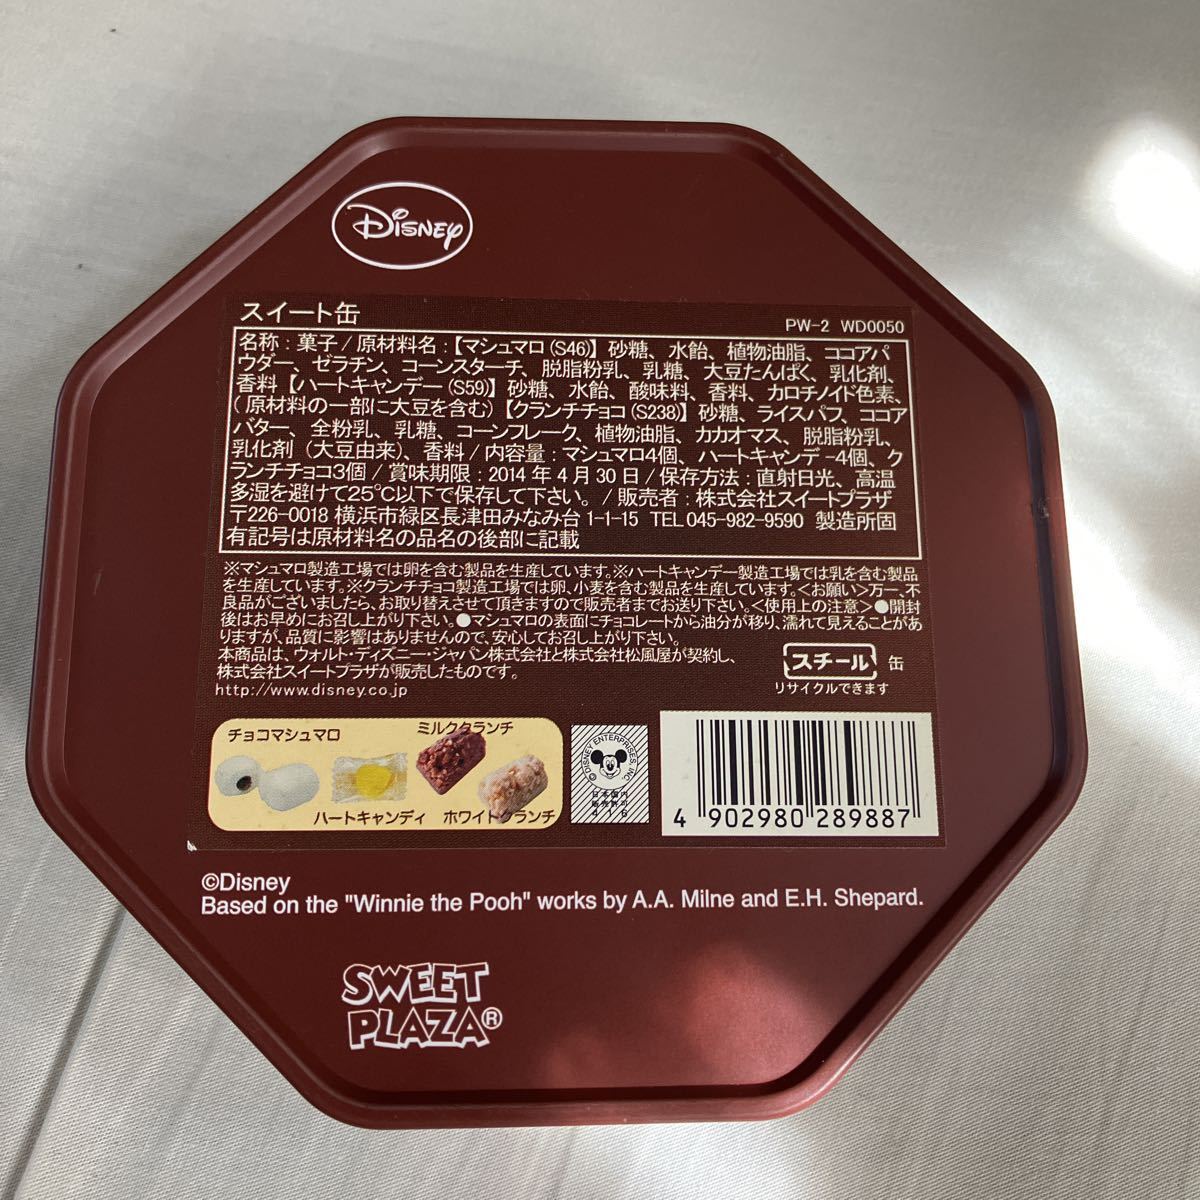 Disney
スイート缶
PW-2 WD0050
名称：菓子/原材料名：【マシュマロ(S46)】砂糖、水飴、植物油脂、ココアパ
ウダー、ゼラチン、コーンスターチ、脱脂粉乳、乳糖、大豆たんぱく、乳化剤、
香料【ハートキャンデー(S59)】砂糖、水飴、酸味料、香料、カロチノイド色素、
(原材料の一部に大豆を含む)【クランチチョコ(S238)】砂糖、ライスパフ、ココア
バター、全粉乳、乳糖、コーンフレーク、植物油脂、カカオマス、脱脂粉乳、
乳化剤（大豆由来）、香料/内容量：マシュマロ4個、ハートキャンデー4個、ク
ランチチョコ3個/賞味期限：2014年4月30日/保存方法：直射日光、高温
多湿を避けて25℃以下で保存して下さい。/販売者：株式会社スイートプラザ
〒226-0018 横浜市緑区長津田みなみ台1-1-15 TEL045-982-9590 製造所固
有記号は原材料名の品名の後部に記載
※マシュマロ製造工場では卵を含む製品を生産しています。※ハートキャンデー製造工場では乳を含む製品
を生産しています。※クランチチョコ製造工場では卵、小麦を含む製品を生産しています。<お願い>万一、不
良品がございましたら、お取り替えさせて頂きますので販売者までお送り下さい。<使用上の注意>●開封
後はお早めにお召し上がり下さい。●マシュマロの表面にチョコレートから油分が移り、濡れて見えることがあ
りますが、品質に影響はありませんので、安心してお召し上がり下さい。
本商品は、ウォルト・ディズニー・ジャパン株式会社と株式会社松風屋が契約し、
株式会社スイートプラザが販売したものです。
http://www.disney.co.jp
スチール 缶
リサイクルできます
チョコマシュマロ
ミルククランチ
ハートキャンディ
ホワイトクランチ
©DISNEY ENTERPRISES, INC.
日本国内
販売許可
416
4 902980 289887
©Disney
Based on the "Winnie the Pooh" works by A.A. Milne and E.H. Shepard.
SWEET
PLAZA®